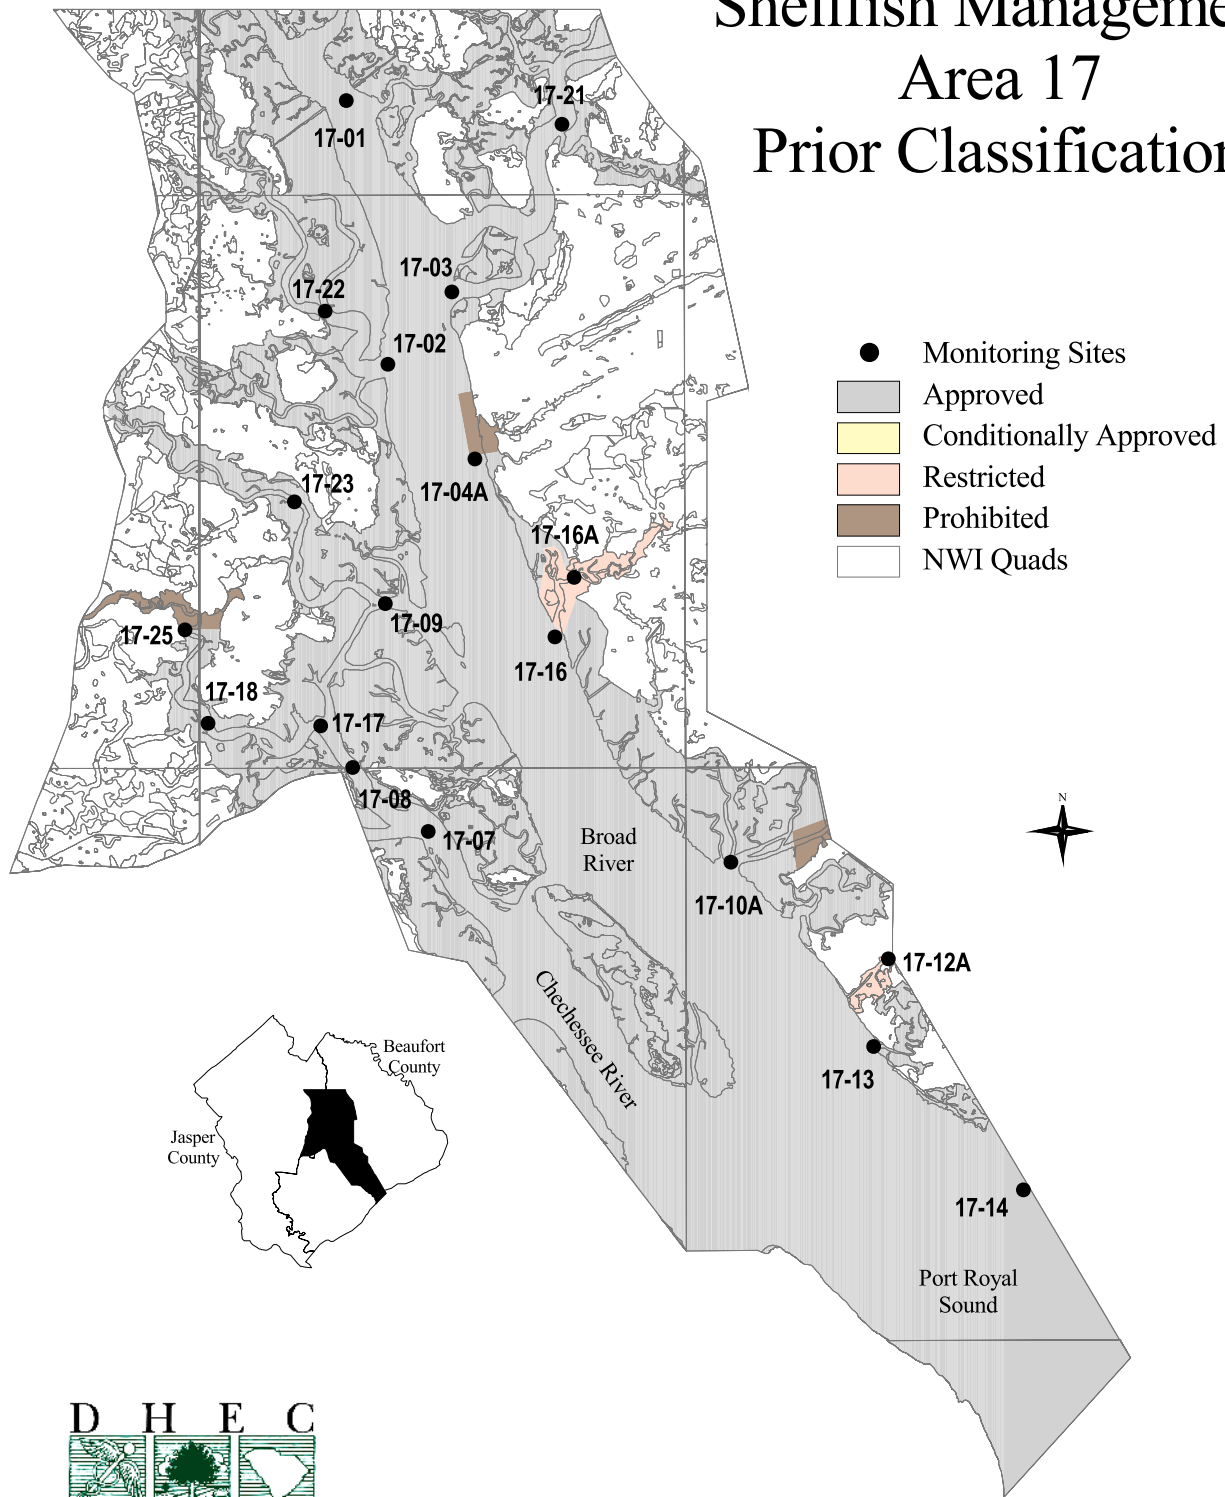 Shellfish Manageme
Area 17
Prior Classification
17-21
17-01
17-03
17-22
17-02
Monitoring Sites
Approved
Conditionally Approved
Restricted
Prohibited
NWI Quads
17-23
17-04A
17-16A
17-09
17-25
17-16
17-18
17-17
17-08
17-07
Broad
River
N
17-10A
17-12A
Chechessee River
17-13
Beaufort
County
Jasper
County
17-14
Port Royal
Sound
D H E C